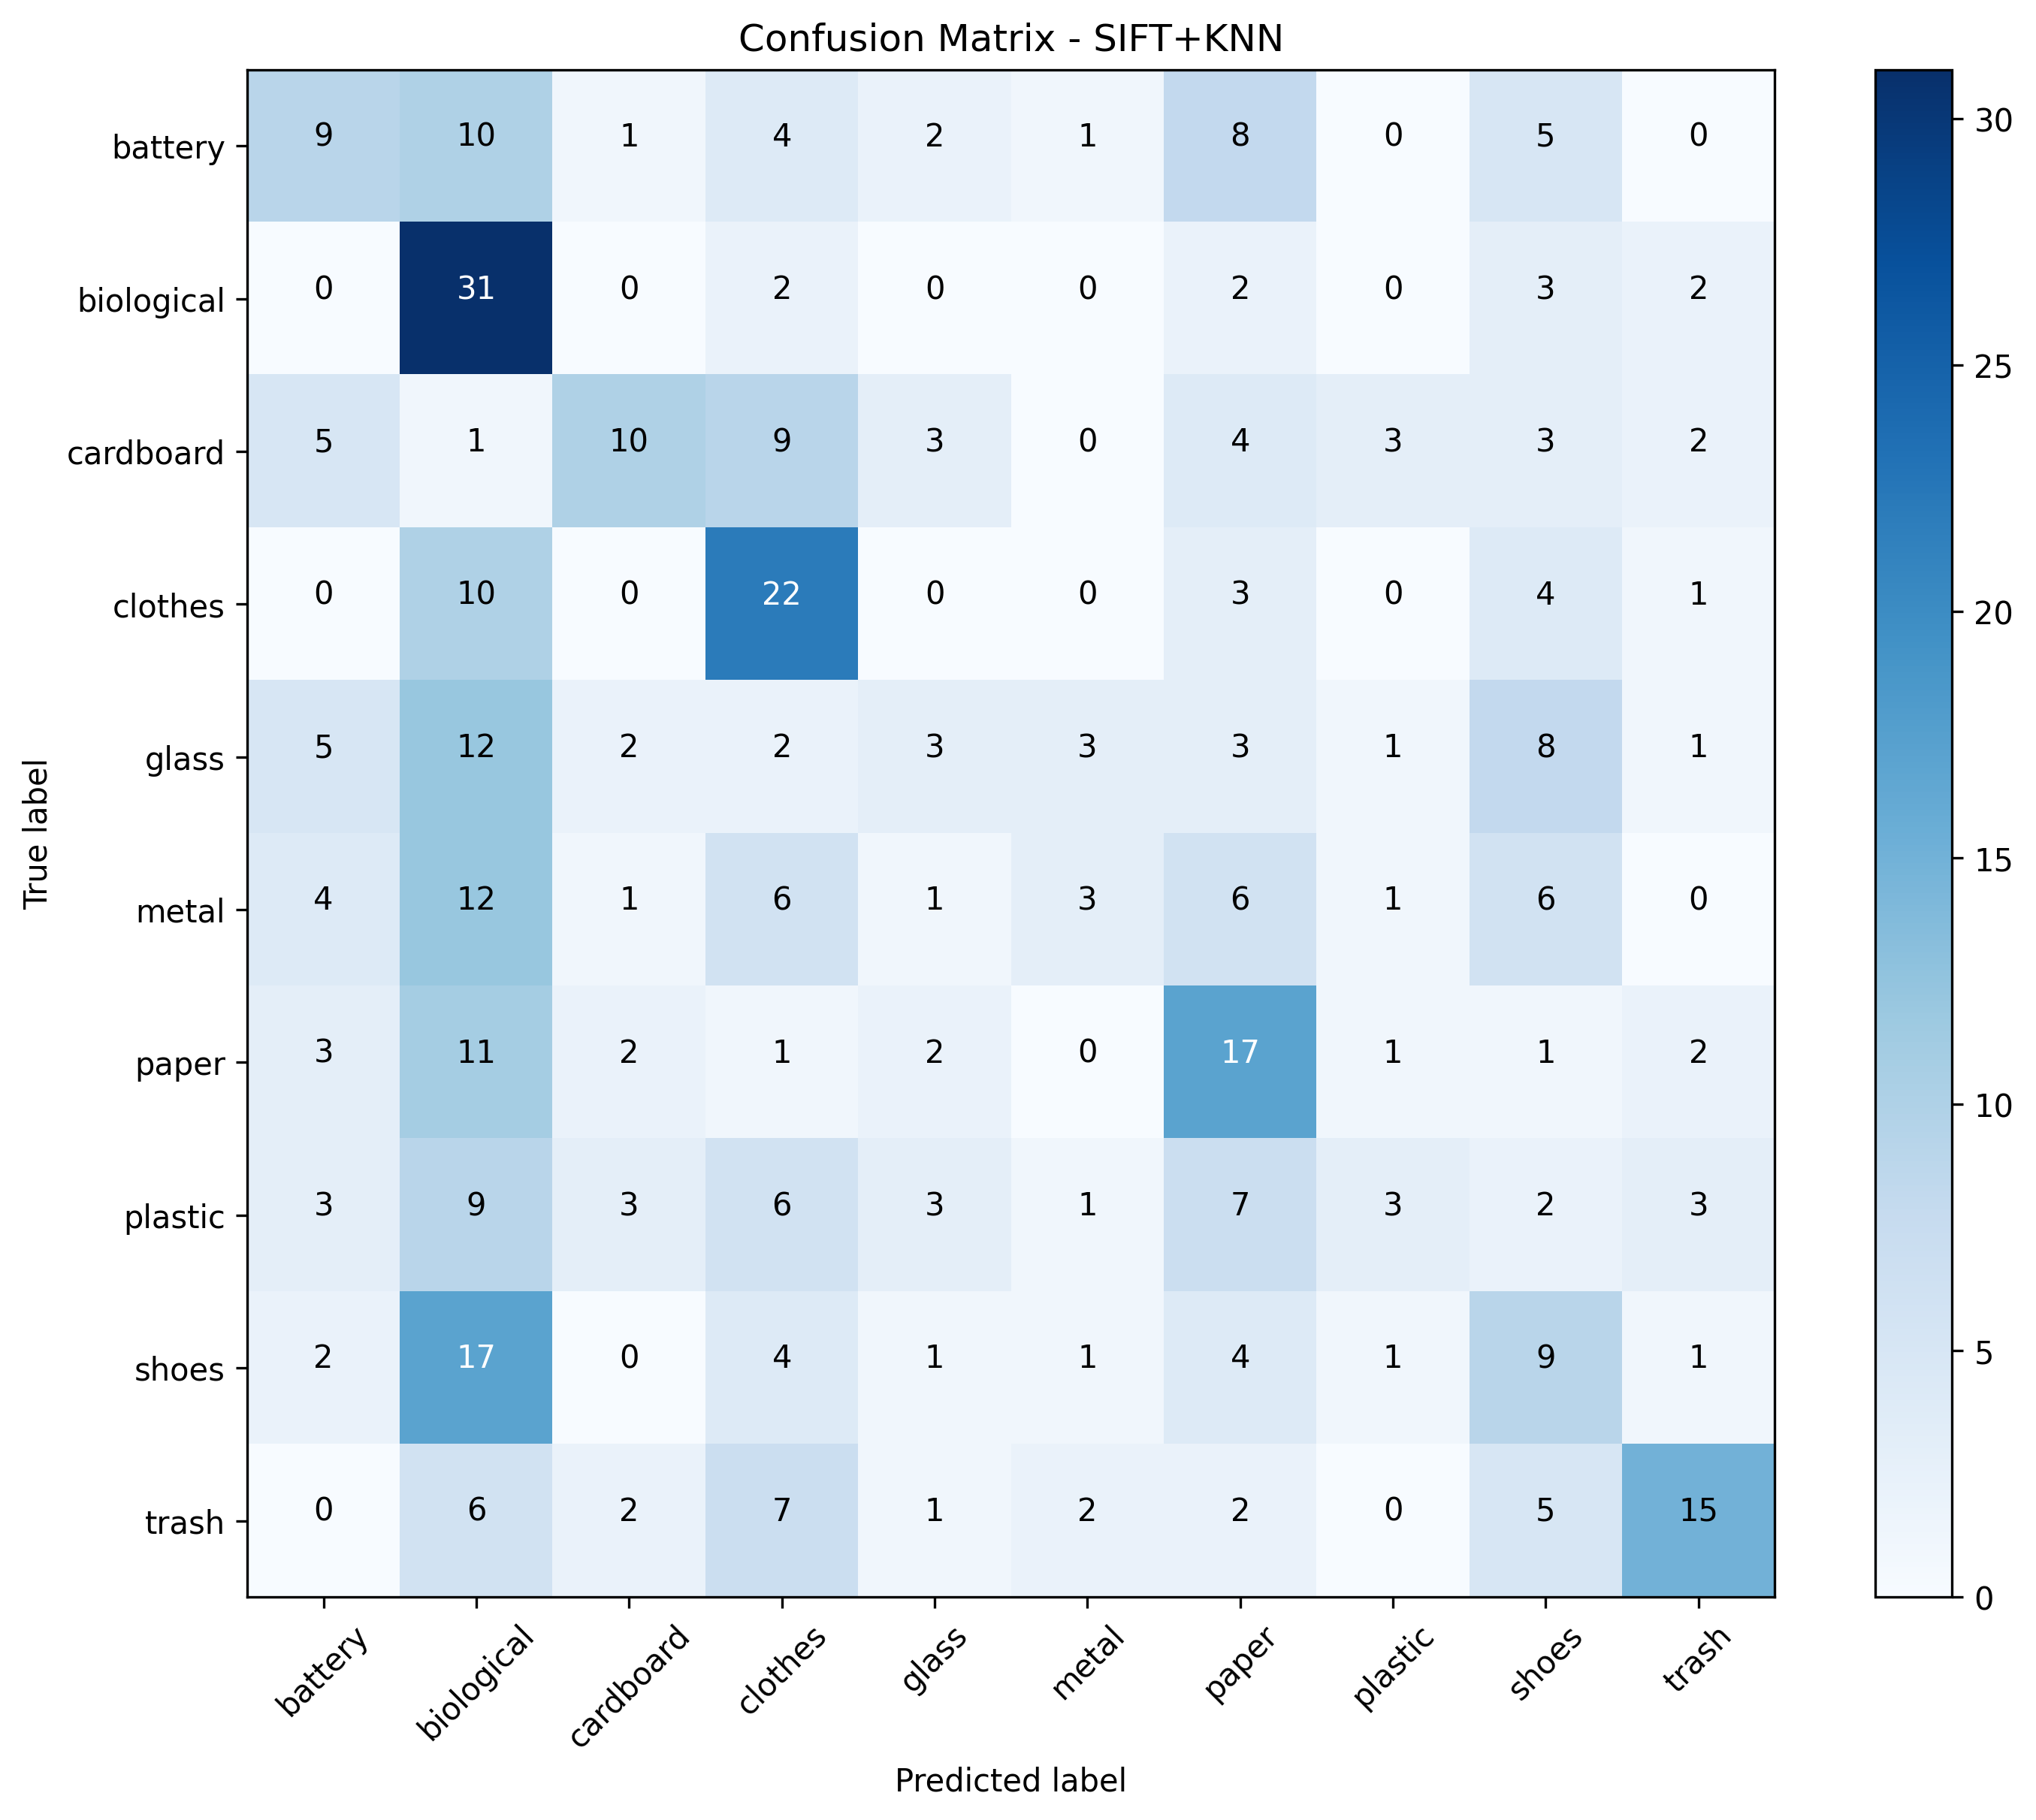 Confusion Matrix - SIFT+KNN
True label
battery 9 10 1 4 2 1 8 0 5 0
biological 0 31 0 2 0 0 2 0 3 2
cardboard 5 1 10 9 3 0 4 3 3 2
clothes 0 10 0 22 0 0 3 0 4 1
glass 5 12 2 2 3 3 3 1 8 1
metal 4 12 1 6 1 3 6 1 6 0
paper 3 11 2 1 2 0 17 1 1 2
plastic 3 9 3 6 3 1 7 3 2 3
shoes 2 17 0 4 1 1 4 1 9 1
trash 0 6 2 7 1 2 2 0 5 15
battery biological cardboard clothes glass metal paper plastic shoes trash
Predicted label
30
25
20
15
10
5
0